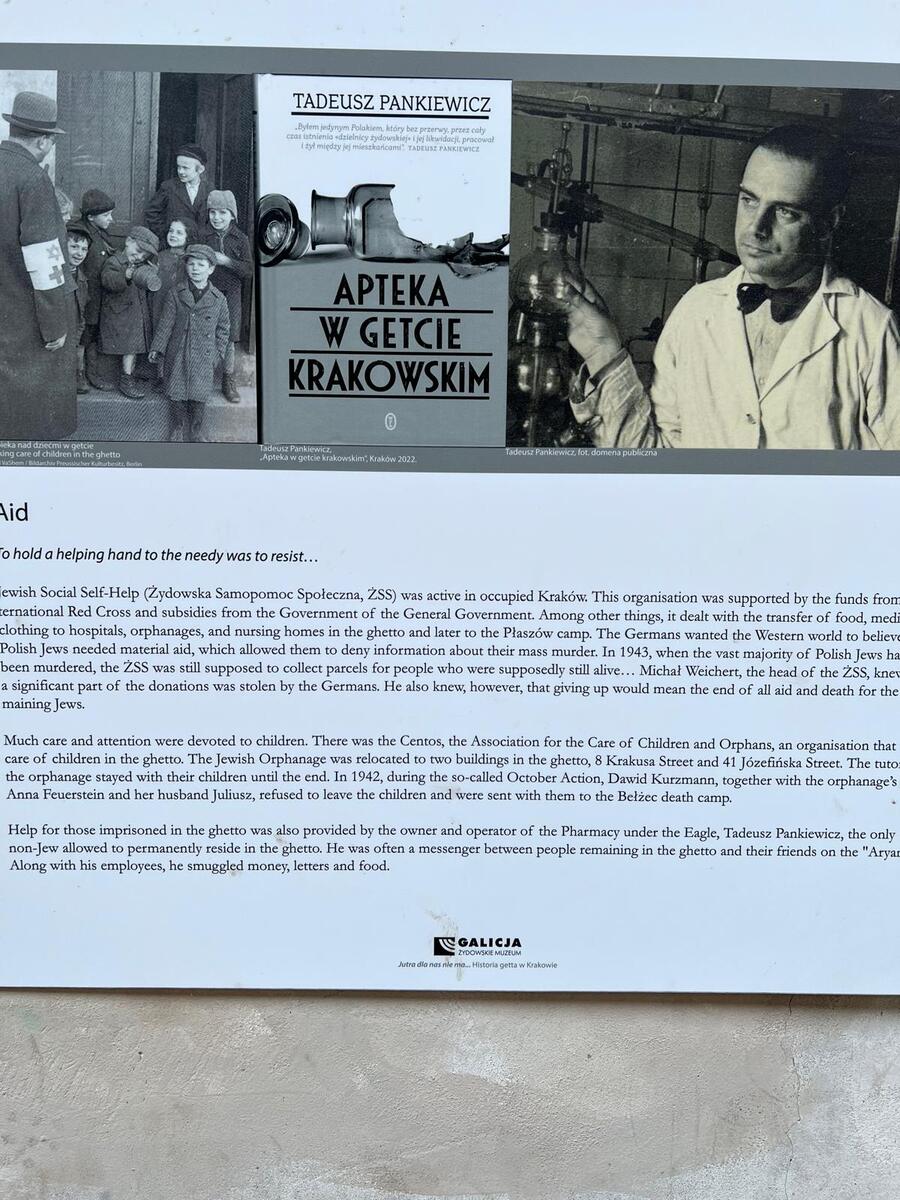 TADEUSZ PANKIEWICZ
„Byłem jedynym Polakiem, który bez przerwy, przez cały
czas istnienia «dzielnicy żydowskiej» i jej likwidacji, pracował
i żył między jej mieszkańcami”. TADEUSZ PANKIEWICZ
APTEKA
W GETCIE
KRAKOWSKIM
ieka nad dziećmi w getcie
king care of children in the ghetto
VaShem / Bildarchiv Preussischer Kulturbesitz, Berlin
Tadeusz Pankiewicz,
„Apteka w getcie krakowskim”, Kraków 2022.
Tadeusz Pankiewicz, fot. domena publiczna
Aid
To hold a helping hand to the needy was to resist…
Jewish Social Self-Help (Żydowska Samopomoc Społeczna, ŻSS) was active in occupied Kraków. This organisation was supported by the funds from
ternational Red Cross and subsidies from the Government of the General Government. Among other things, it dealt with the transfer of food, medi
clothing to hospitals, orphanages, and nursing homes in the ghetto and later to the Płaszów camp. The Germans wanted the Western world to believe
Polish Jews needed material aid, which allowed them to deny information about their mass murder. In 1943, when the vast majority of Polish Jews ha
been murdered, the ŻSS was still supposed to collect parcels for people who were supposedly still alive… Michał Weichert, the head of the ŻSS, knew
a significant part of the donations was stolen by the Germans. He also knew, however, that giving up would mean the end of all aid and death for the
maining Jews.
Much care and attention were devoted to children. There was the Centos, the Association for the Care of Children and Orphans, an organisation that
care of children in the ghetto. The Jewish Orphanage was relocated to two buildings in the ghetto, 8 Krakusa Street and 41 Józefińska Street. The tuto
the orphanage stayed with their children until the end. In 1942, during the so-called October Action, Dawid Kurzmann, together with the orphanage's
Anna Feuerstein and her husband Juliusz, refused to leave the children and were sent with them to the Bełżec death camp.
Help for those imprisoned in the ghetto was also provided by the owner and operator of the Pharmacy under the Eagle, Tadeusz Pankiewicz, the only
non-Jew allowed to permanently reside in the ghetto. He was often a messenger between people remaining in the ghetto and their friends on the "Aryan
Along with his employees, he smuggled money, letters and food.
GALICJA
ŻYDOWSKIE MUZEUM
Jutra dla nas nie ma... Historia getta w Krakowie